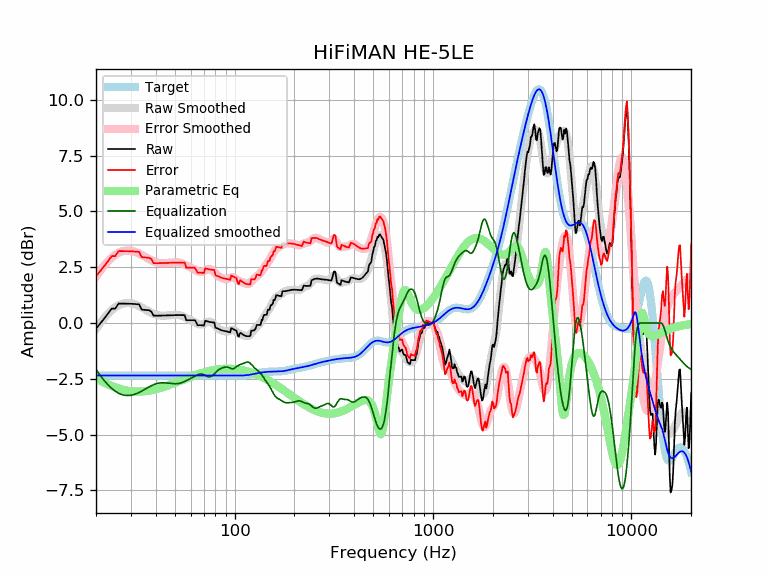 HiFiMAN HE-5LE
Target
Raw Smoothed
Error Smoothed
Raw
Error
Parametric Eq
Equalization
Equalized smoothed
Amplitude (dBr)
10.0
7.5
5.0
2.5
0.0
−2.5
−5.0
−7.5
100
1000
10000
Frequency (Hz)